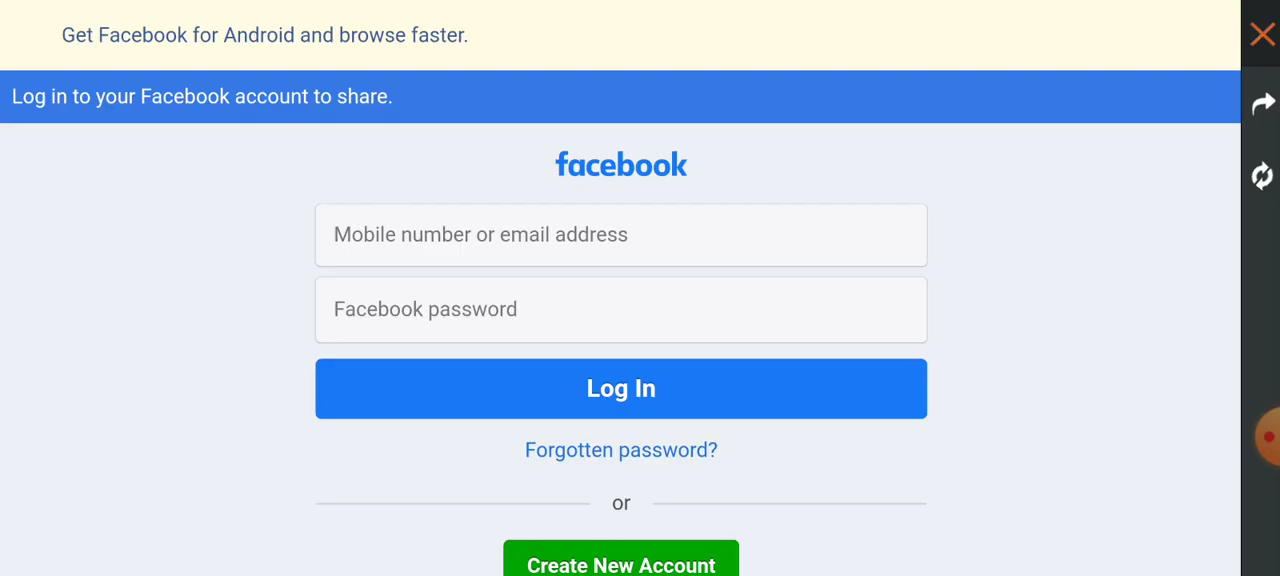 Get Facebook for Android and browse faster.
Log in to your Facebook account to share.
facebook
Mobile number or email address
Facebook password
Log In
Forgotten password?
or
Create New Account